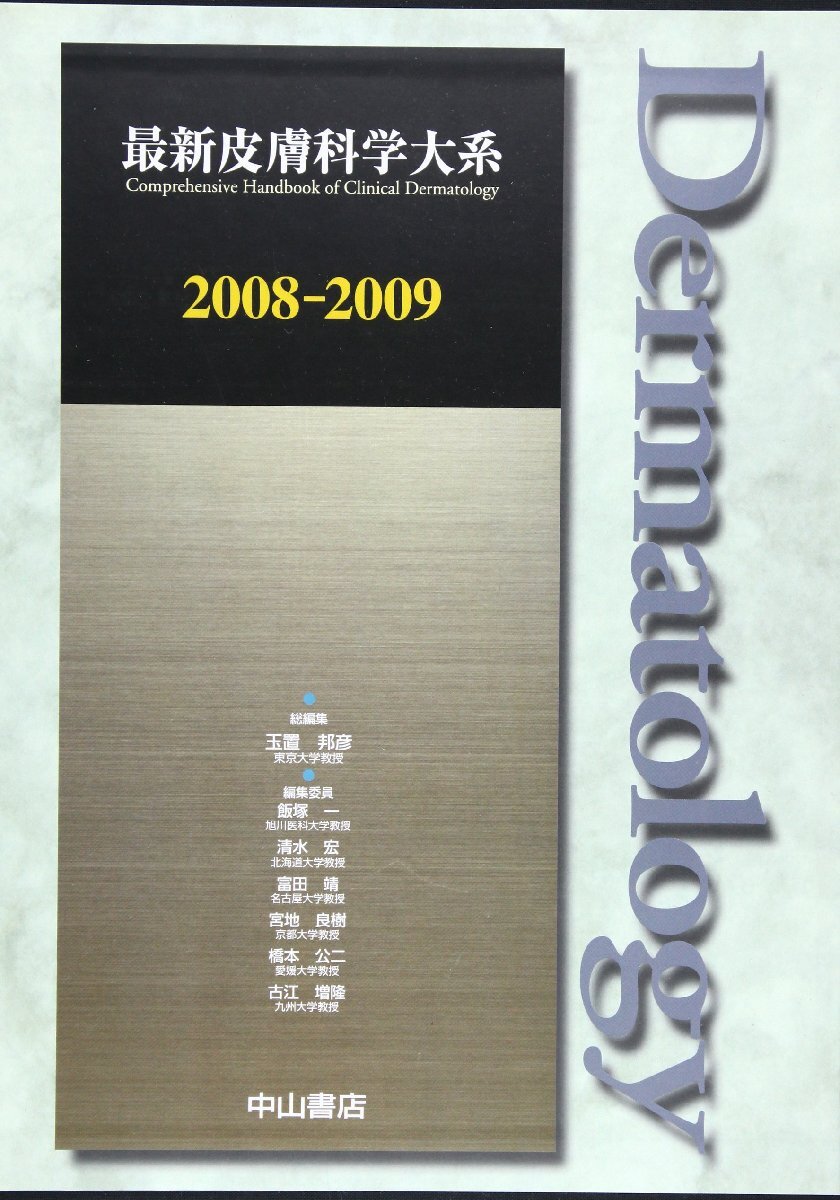 最新皮膚科学大系
Comprehensive Handbook of Clinical Dermatology
2008-2009
総編集
玉置 邦彦
東京大学教授
編集委員
飯塚 一
旭川医科大学教授
清水 宏
北海道大学教授
富田 靖
名古屋大学教授
宮地 良樹
京都大学教授
橋本 公二
愛媛大学教授
古江 増隆
九州大学教授
中山書店
Dermatology